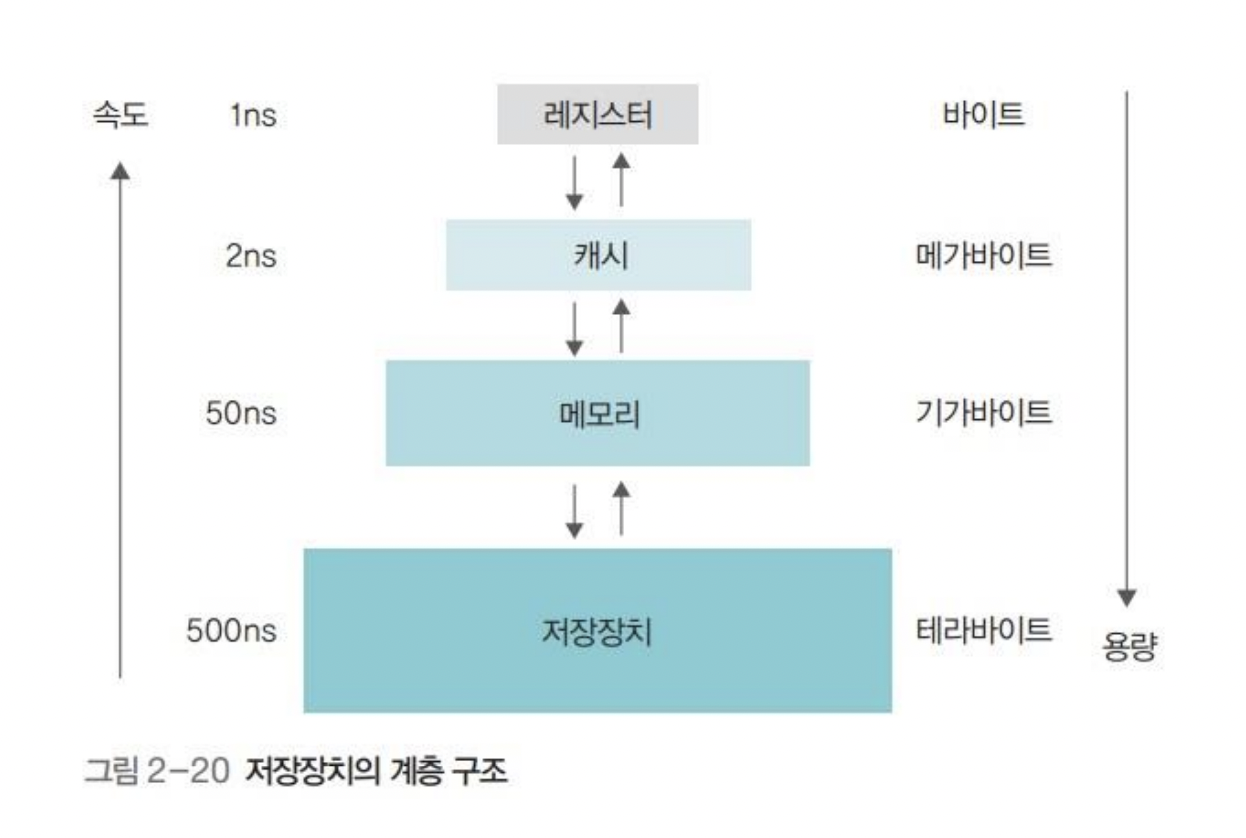 속도 1ns 레지스터 바이트
2ns 캐시 메가바이트
50ns 메모리 기가바이트
500ns 저장장치 테라바이트
용량
그림 2-20 저장장치의 계층 구조